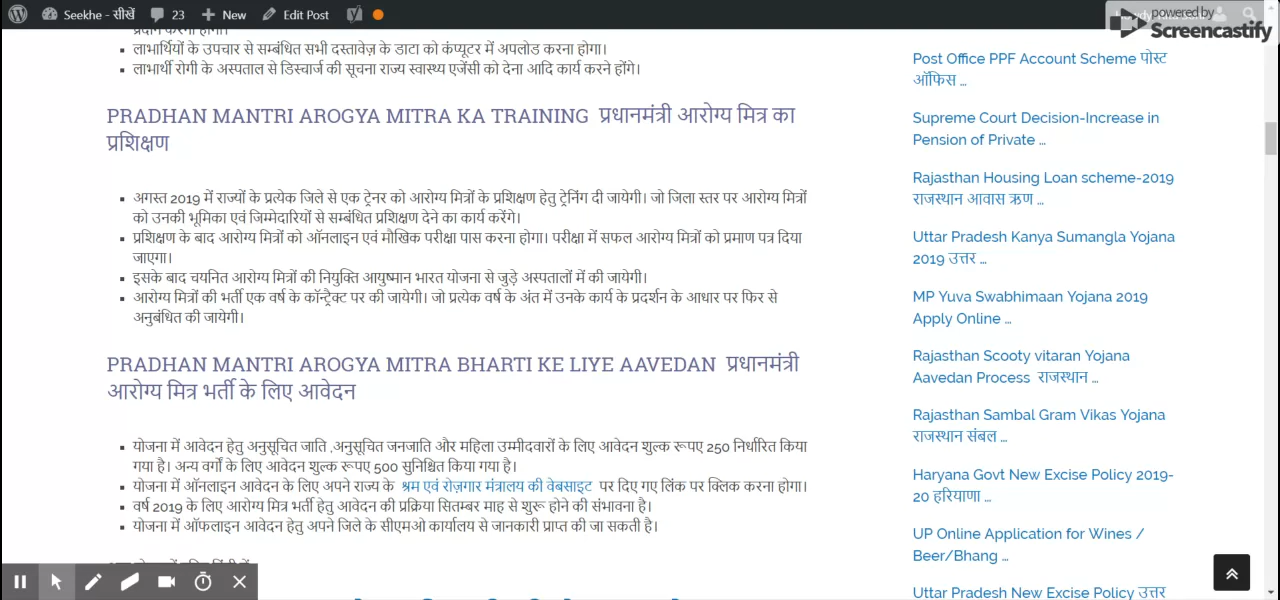 Seekhe - सीखें 23 New Edit Post
powered by
Screencastify
लाभार्थियों के उपचार से सम्बंधित सभी दस्तावेज़ के डाटा को कंप्यूटर में अपलोड करना होगा।
लाभार्थी रोगी के अस्पताल से डिस्चार्ज की सूचना राज्य स्वास्थ्य एजेंसी को देना आदि कार्य करने होंगे।
PRADHAN MANTRI AROGYA MITRA KA TRAINING प्रधानमंत्री आरोग्य मित्र का
प्रशिक्षण
अगस्त 2019 में राज्यों के प्रत्येक जिले से एक ट्रेनर को आरोग्य मित्रों के प्रशिक्षण हेतु ट्रेनिंग दी जायेगी। जो जिला स्तर पर आरोग्य मित्रों
को उनकी भूमिका एवं जिम्मेदारियों से सम्बंधित प्रशिक्षण देने का कार्य करेंगे।
प्रशिक्षण के बाद आरोग्य मित्रों को ऑनलाइन एवं मौखिक परीक्षा पास करना होगा। परीक्षा में सफल आरोग्य मित्रों को प्रमाण पत्र दिया
जाएगा।
इसके बाद चयनित आरोग्य मित्रों की नियुक्ति आयुष्मान भारत योजना से जुड़े अस्पतालों में की जायेगी।
आरोग्य मित्रों की भर्ती एक वर्ष के कॉन्ट्रैक्ट पर की जायेगी। जो प्रत्येक वर्ष के अंत में उनके कार्य के प्रदर्शन के आधार पर फिर से
अनुबंधित की जायेगी।
PRADHAN MANTRI AROGYA MITRA BHARTI KE LIYE AAVEDAN प्रधानमंत्री
आरोग्य मित्र भर्ती के लिए आवेदन
योजना में आवेदन हेतु अनुसूचित जाति ,अनुसूचित जनजाति और महिला उम्मीदवारों के लिए आवेदन शुल्क रूपए 250 निर्धारित किया
गया है। अन्य वर्गों के लिए आवेदन शुल्क रूपए 500 सुनिश्चित किया गया है।
योजना में ऑनलाइन आवेदन के लिए अपने राज्य के श्रम एवं रोज़गार मंत्रालय की वेबसाइट पर दिए गए लिंक पर क्लिक करना होगा।
वर्ष 2019 के लिए आरोग्य मित्र भर्ती हेतु आवेदन की प्रक्रिया सितम्बर माह से शुरू होने की संभावना है।
योजना में ऑफलाइन आवेदन हेतु अपने जिले के सीएमओ कार्यालय से जानकारी प्राप्त की जा सकती है।
Post Office PPF Account Scheme पोस्ट
ऑफिस ...
Supreme Court Decision-Increase in
Pension of Private ...
Rajasthan Housing Loan scheme-2019
राजस्थान आवास ऋण ...
Uttar Pradesh Kanya Sumangla Yojana
2019 उत्तर ...
MP Yuva Swabhimaan Yojana 2019
Apply Online ...
Rajasthan Scooty vitaran Yojana
Aavedan Process राजस्थान ...
Rajasthan Sambal Gram Vikas Yojana
राजस्थान संबल ...
Haryana Govt New Excise Policy 2019-
20 हरियाणा ...
UP Online Application for Wines /
Beer/Bhang ...
Uttar Pradesh New Excise Policy उत्तर